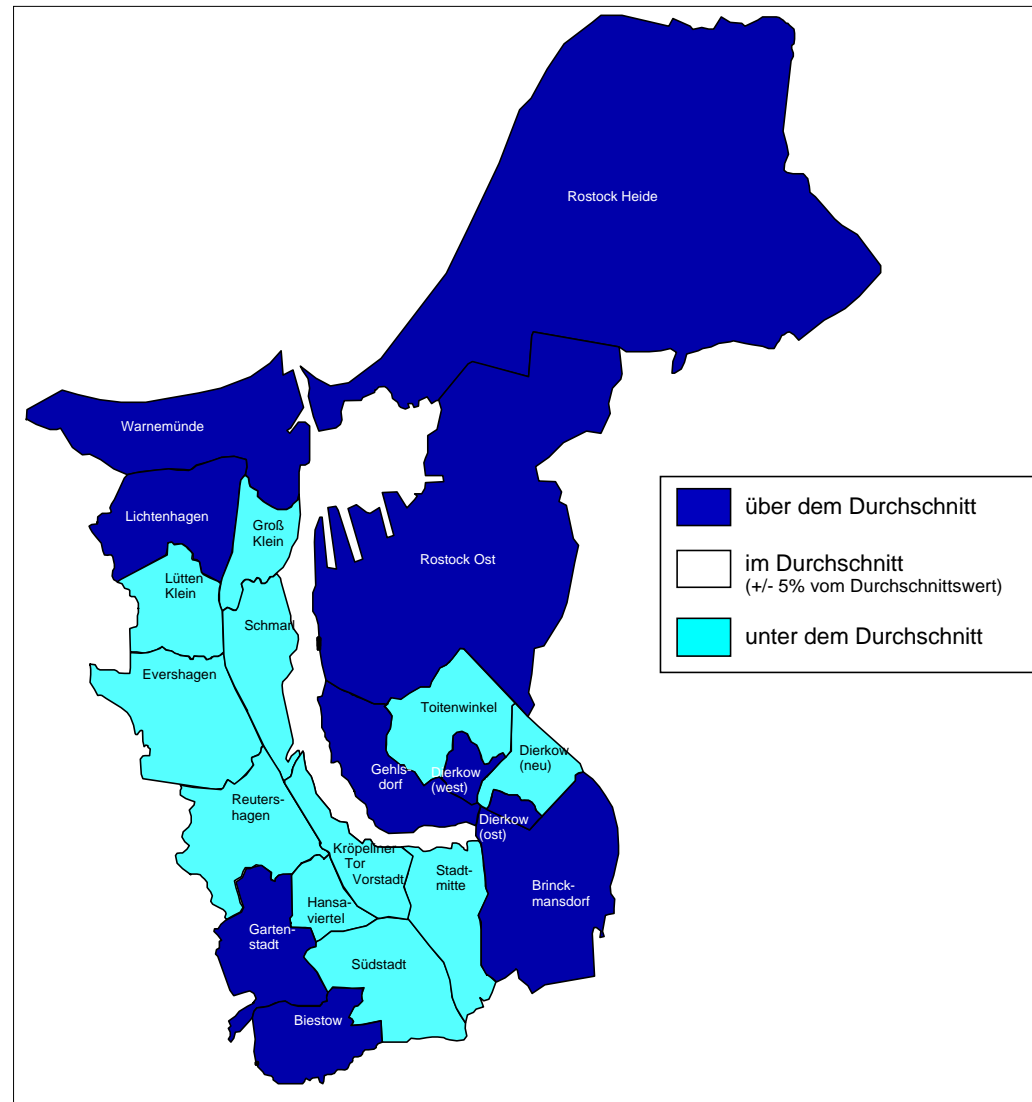 Rostock Heide
Warnemünde
Lichtenhagen
Groß
Klein
Rostock Ost
Lütten
Klein
Schmarl
Evershagen
Toitenwinkel
Dierkow
(neu)
Gehls-
dorf
Dierkow
(west)
Reuters-
hagen
Dierkow
(ost)
Kröpeliner
Tor
Vorstadt
Stadt-
mitte
Brinck-
mansdorf
Hansa-
viertel
Garten-
stadt
Südstadt
Biestow
über dem Durchschnitt
im Durchschnitt
(+/- 5% vom Durchschnittswert)
unter dem Durchschnitt